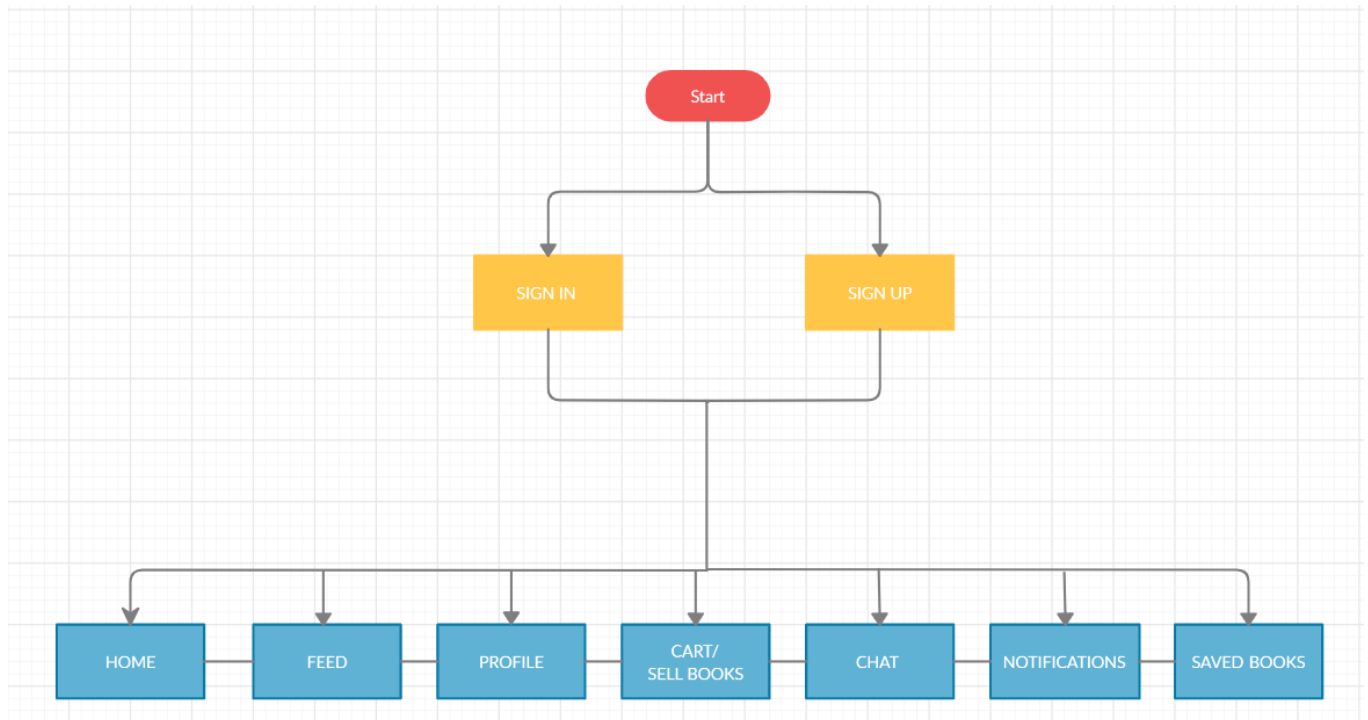 Start
SIGN IN
SIGN UP
HOME
FEED
PROFILE
CART/
SELL BOOKS
CHAT
NOTIFICATIONS
SAVED BOOKS